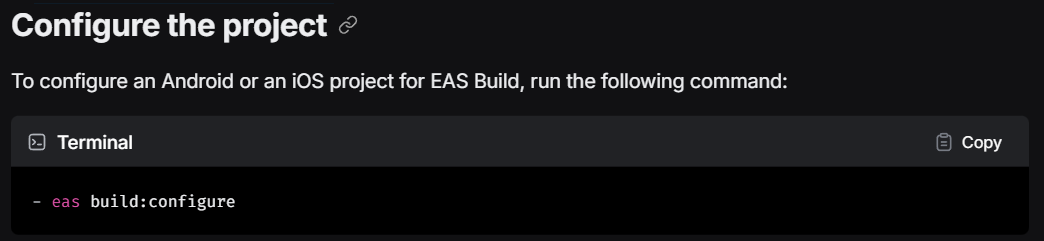 Configure the project
To configure an Android or an iOS project for EAS Build, run the following command:
Terminal
Copy
- eas build:configure